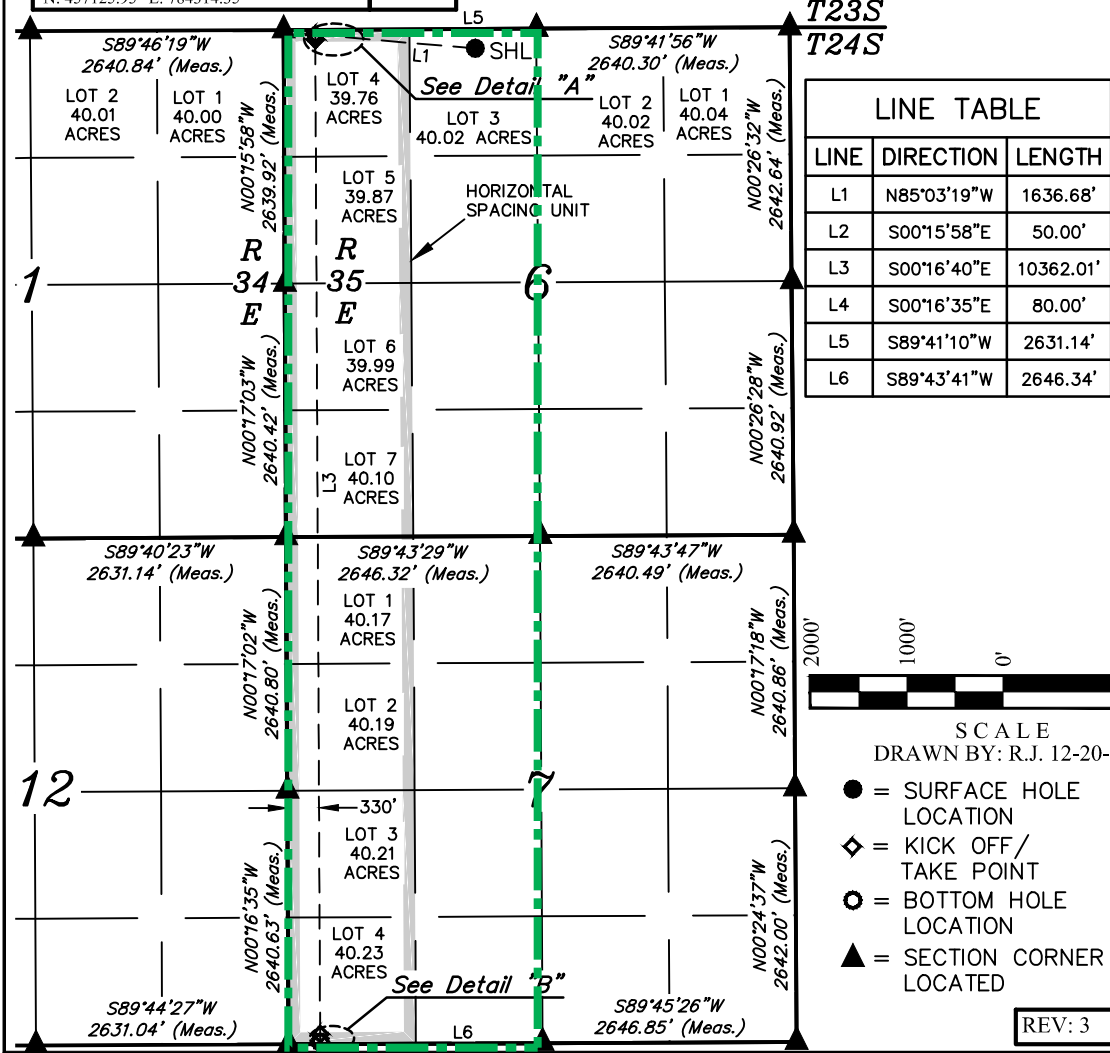 L5
T23S
T24S
S89°46'19"W
2640.84' (Meas.)
S89°41'56"W
2640.30' (Meas.)
L1
SHL
See Detail "A"
LOT 2
40.01
ACRES
LOT 1
40.00
ACRES
N00°15'58"W
2639.92' (Meas.)
LOT 4
39.76
ACRES
LOT 3
40.02 ACRES
LOT 2
40.02
ACRES
LOT 1
40.04
ACRES
N00°26'32"W
2642.64' (Meas.)
LOT 5
39.87
ACRES
HORIZONTAL
SPACING UNIT
R
34
E
R
35
E
1
6
LOT 6
39.99
ACRES
N00°17'03"W
2640.42' (Meas.)
N00°26'28"W
2640.92' (Meas.)
L3
LOT 7
40.10
ACRES
S89°40'23"W
2631.14' (Meas.)
S89°43'29"W
2646.32' (Meas.)
S89°43'47"W
2640.49' (Meas.)
LOT 1
40.17
ACRES
N00°17'02"W
2640.80' (Meas.)
N00°17'18"W
2640.86' (Meas.)
LOT 2
40.19
ACRES
12
7
330'
LOT 3
40.21
ACRES
N00°16'35"W
2640.63' (Meas.)
N00°24'37"W
2642.00' (Meas.)
LOT 4
40.23
ACRES
See Detail "B"
S89°44'27"W
2631.04' (Meas.)
L6
S89°45'26"W
2646.85' (Meas.)
LINE TABLE
LINE DIRECTION LENGTH
L1 N85°03'19"W 1636.68'
L2 S00°15'58"E 50.00'
L3 S00°16'40"E 10362.01'
L4 S00°16'35"E 80.00'
L5 S89°41'10"W 2631.14'
L6 S89°43'41"W 2646.34'
2000' 1000' 0'
SCALE
DRAWN BY: R.J. 12-20-
= SURFACE HOLE
LOCATION
= KICK OFF/
TAKE POINT
= BOTTOM HOLE
LOCATION
= SECTION CORNER
LOCATED
REV: 3